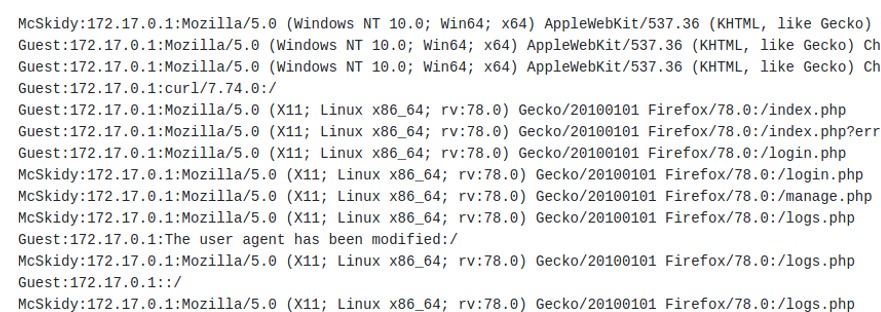 McSkidy:172.17.0.1:Mozilla/5.0 (Windows NT 10.0; Win64; x64) AppleWebKit/537.36 (KHTML, like Gecko)
Guest:172.17.0.1:Mozilla/5.0 (Windows NT 10.0; Win64; x64) AppleWebKit/537.36 (KHTML, like Gecko) Ch
Guest:172.17.0.1:Mozilla/5.0 (Windows NT 10.0; Win64; x64) AppleWebKit/537.36 (KHTML, like Gecko) Ch
Guest:172.17.0.1:curl/7.74.0:/
Guest:172.17.0.1:Mozilla/5.0 (X11; Linux x86_64; rv:78.0) Gecko/20100101 Firefox/78.0:/index.php
Guest:172.17.0.1:Mozilla/5.0 (X11; Linux x86_64; rv:78.0) Gecko/20100101 Firefox/78.0:/index.php?err
Guest:172.17.0.1:Mozilla/5.0 (X11; Linux x86_64; rv:78.0) Gecko/20100101 Firefox/78.0:/login.php
McSkidy:172.17.0.1:Mozilla/5.0 (X11; Linux x86_64; rv:78.0) Gecko/20100101 Firefox/78.0:/login.php
McSkidy:172.17.0.1:Mozilla/5.0 (X11; Linux x86_64; rv:78.0) Gecko/20100101 Firefox/78.0:/manage.php
McSkidy:172.17.0.1:Mozilla/5.0 (X11; Linux x86_64; rv:78.0) Gecko/20100101 Firefox/78.0:/logs.php
Guest:172.17.0.1:The user agent has been modified:/
McSkidy:172.17.0.1:Mozilla/5.0 (X11; Linux x86_64; rv:78.0) Gecko/20100101 Firefox/78.0:/logs.php
Guest:172.17.0.1::/
McSkidy:172.17.0.1:Mozilla/5.0 (X11; Linux x86_64; rv:78.0) Gecko/20100101 Firefox/78.0:/logs.php